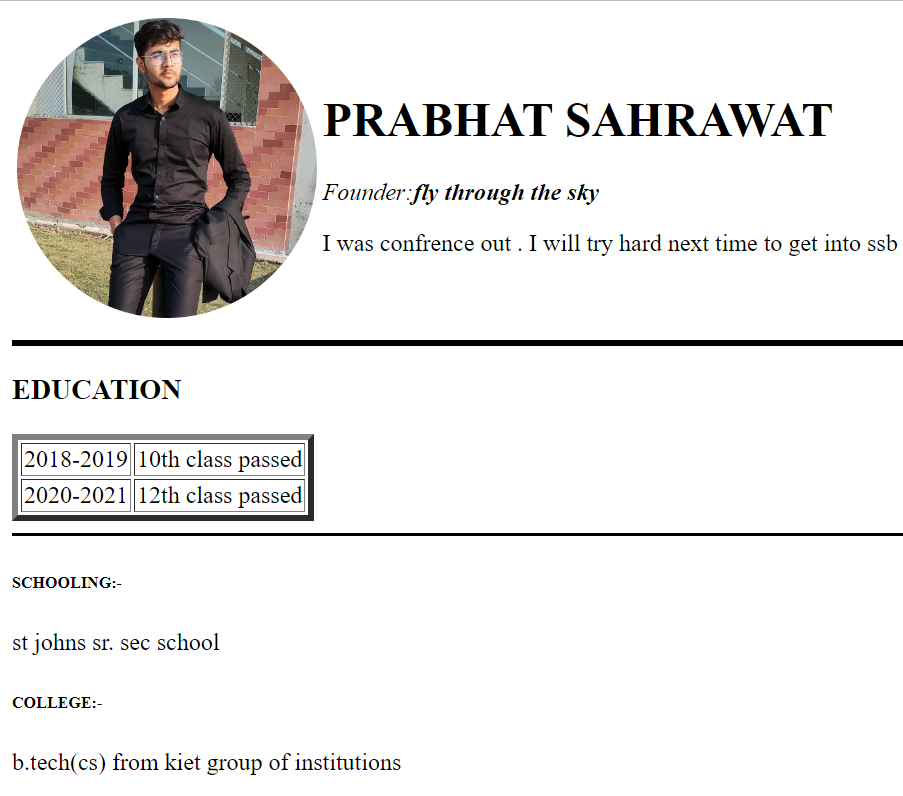 PRABHAT SAHRAWAT
Founder:fly through the sky
I was confrence out . I will try hard next time to get into ssb
EDUCATION
2018-2019 10th class passed
2020-2021 12th class passed
SCHOOLING:-
st johns sr. sec school
COLLEGE:-
b.tech(cs) from kiet group of institutions